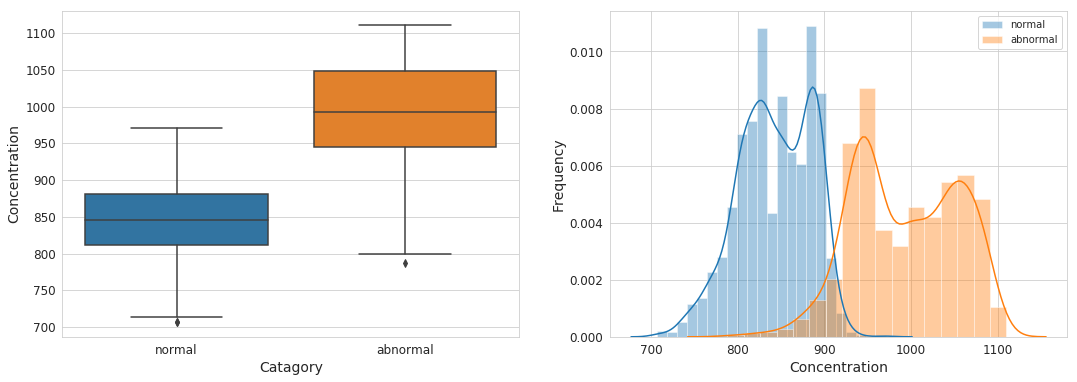 1100
1050
1000
950
900
850
800
750
700
Concentration
normal
abnormal
Catagory
normal
abnormal
0.010
0.008
0.006
0.004
0.002
0.000
Frequency
700
800
900
1000
1100
Concentration